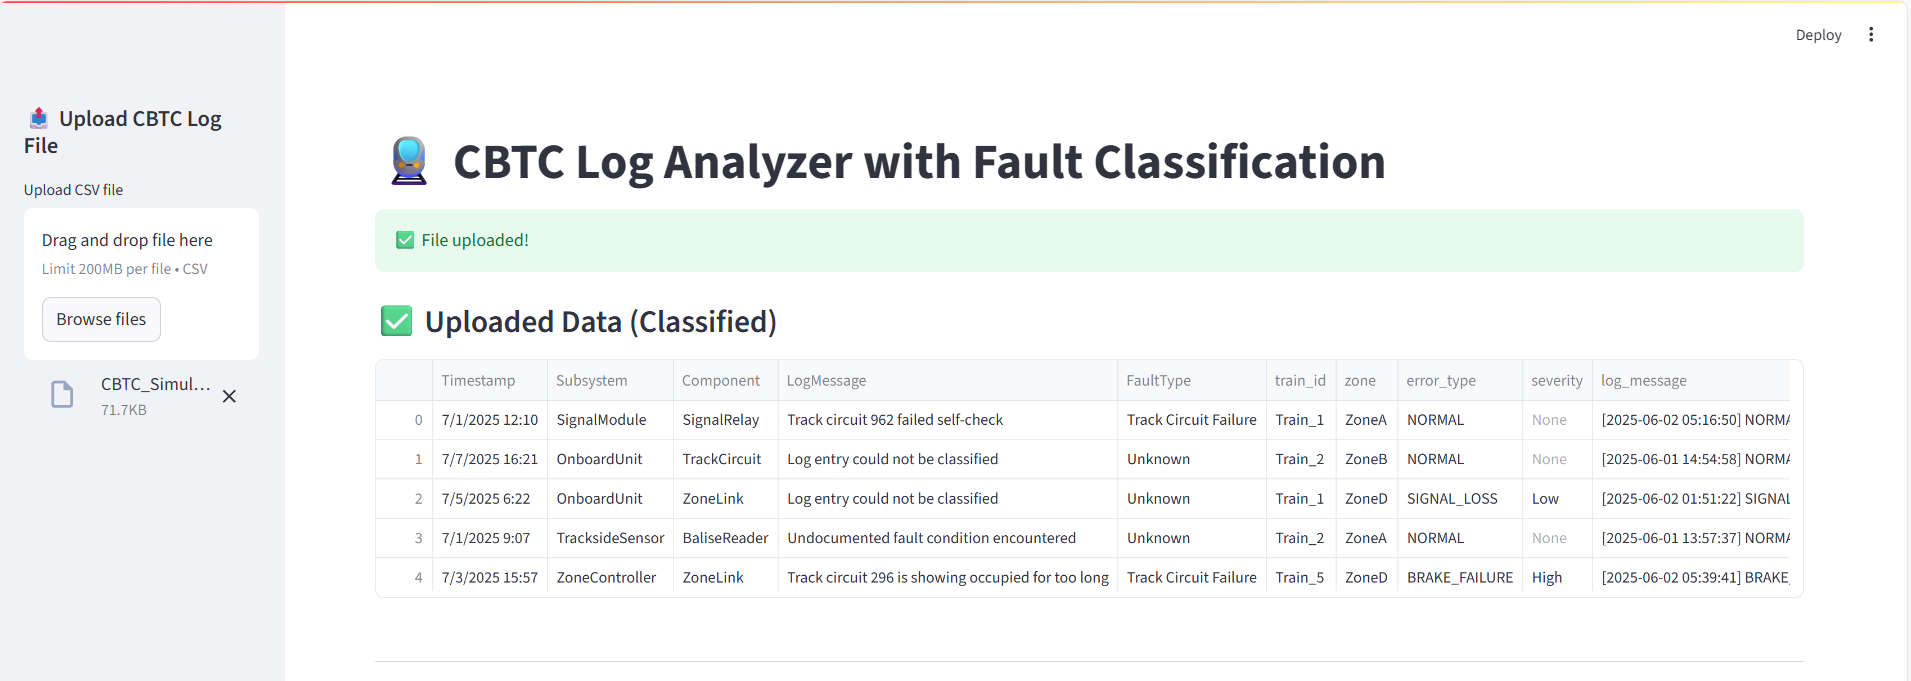 Deploy
Upload CBTC Log
File
Upload CSV file
Drag and drop file here
Limit 200MB per file • CSV
Browse files
CBTC_Simul...
71.7KB
CBTC Log Analyzer with Fault Classification
File uploaded!
Uploaded Data (Classified)
Timestamp Subsystem Component LogMessage FaultType train_id zone error_type severity log_message
0 7/1/2025 12:10 SignalModule SignalRelay Track circuit 962 failed self-check Track Circuit Failure Train_1 ZoneA NORMAL None [2025-06-02 05:16:50] NORMA
1 7/7/2025 16:21 OnboardUnit TrackCircuit Log entry could not be classified Unknown Train_2 ZoneB NORMAL None [2025-06-01 14:54:58] NORMA
2 7/5/2025 6:22 OnboardUnit ZoneLink Log entry could not be classified Unknown Train_1 ZoneD SIGNAL_LOSS Low [2025-06-02 01:51:22] SIGNAL
3 7/1/2025 9:07 TracksideSensor BaliseReader Undocumented fault condition encountered Unknown Train_2 ZoneA NORMAL None [2025-06-01 13:57:37] NORMA
4 7/3/2025 15:57 ZoneController ZoneLink Track circuit 296 is showing occupied for too long Track Circuit Failure Train_5 ZoneD BRAKE_FAILURE High [2025-06-02 05:39:41] BRAKE_